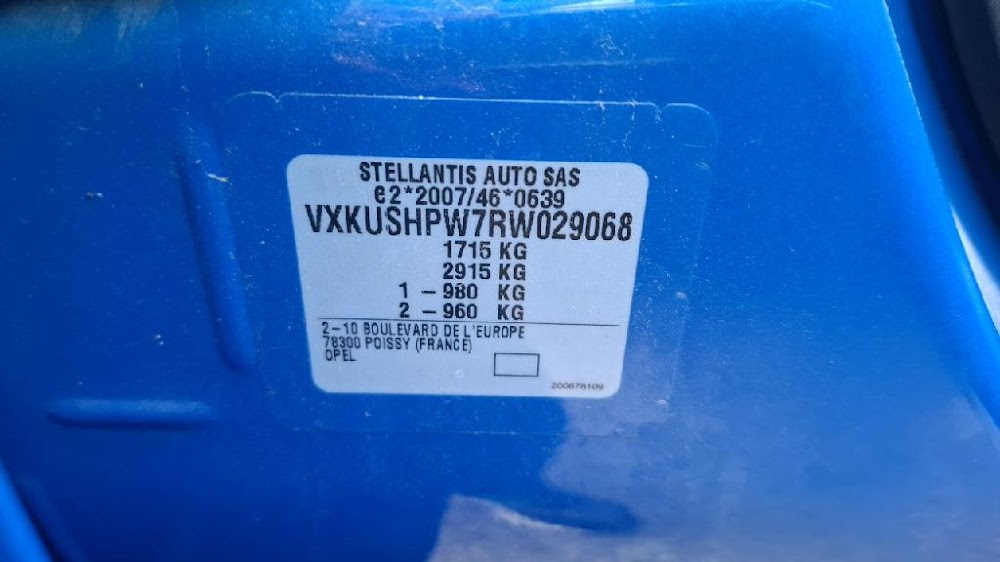 STELLANTIS AUTO SAS
e2*2007/46*0639
VXKUSHPW7RW029068
1715 KG
2915 KG
1 – 980 KG
2 – 960 KG
2–10 BOULEVARD DE L'EUROPE
78300 POISSY (FRANCE)
OPEL
200678109